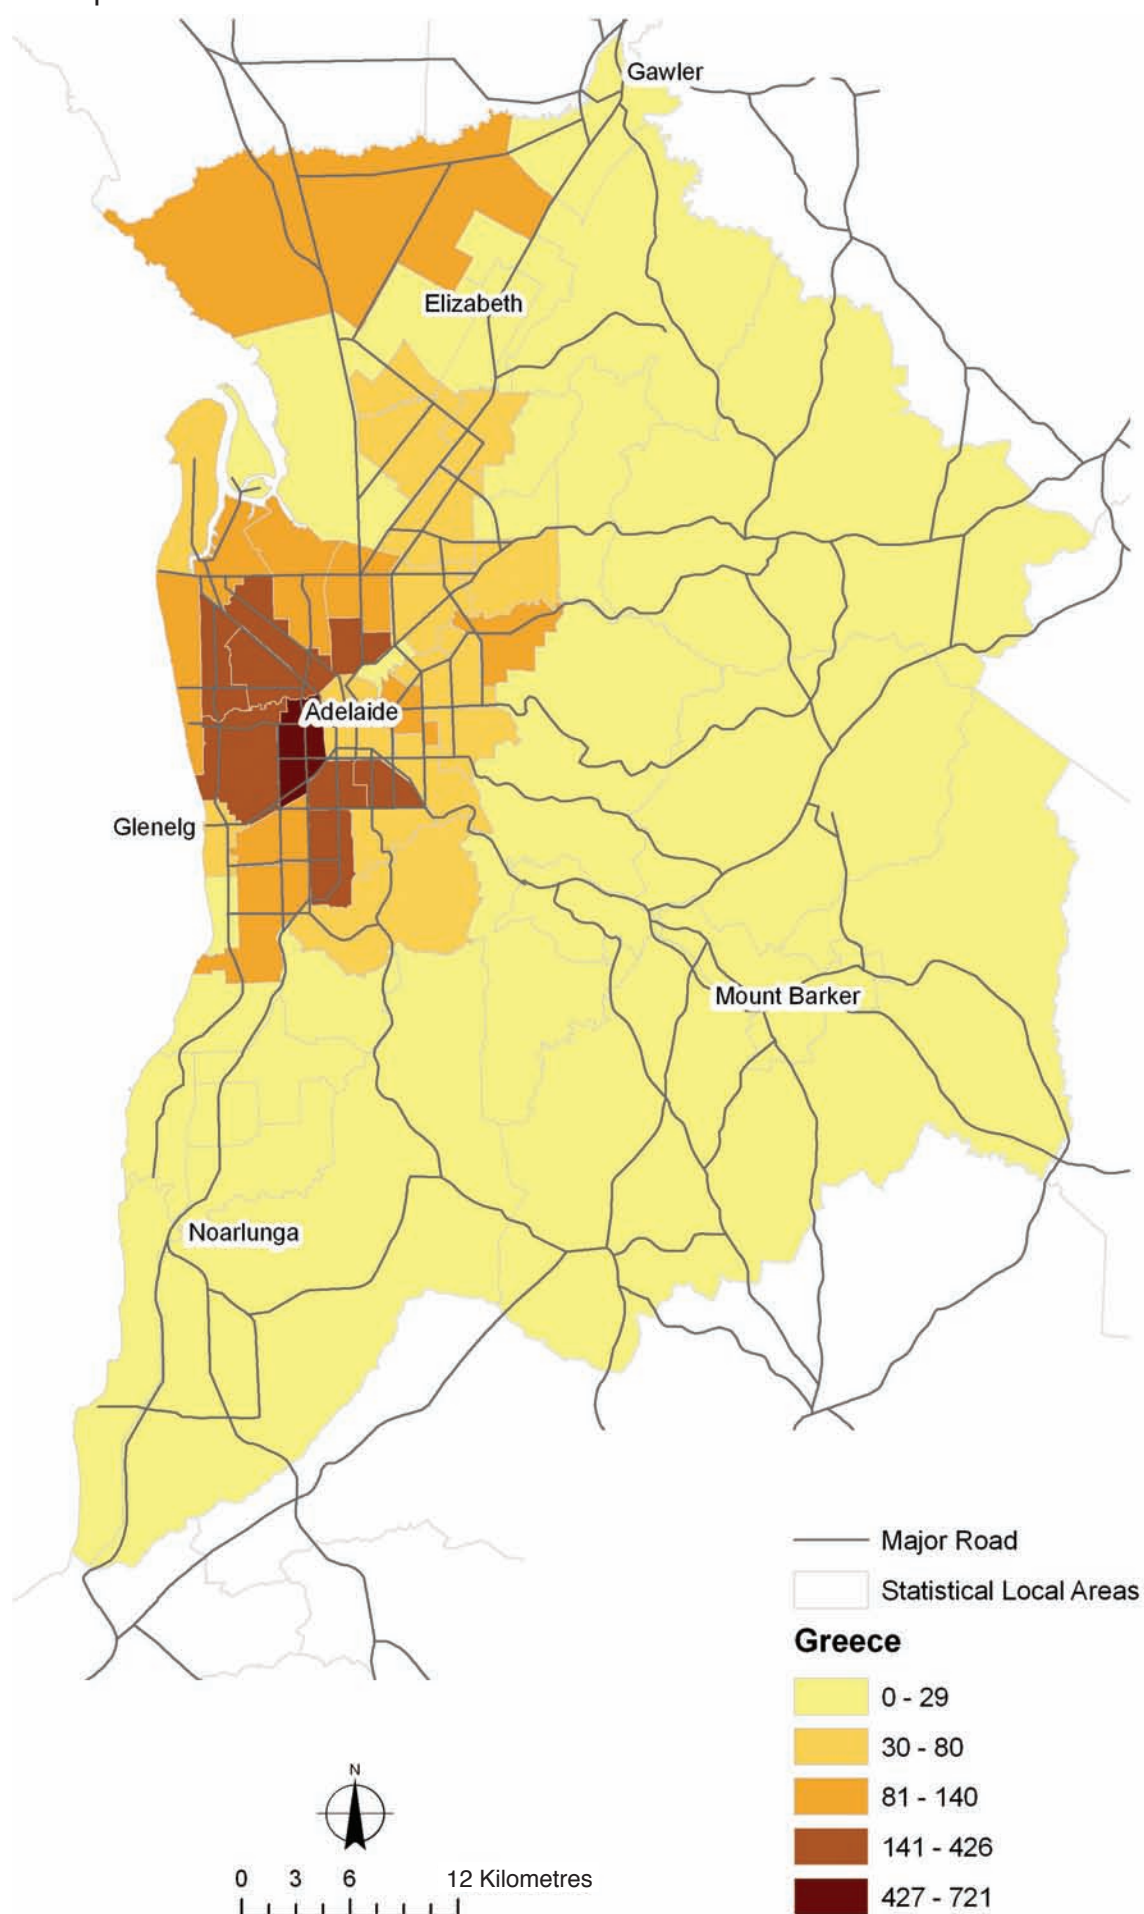 Gawler
Elizabeth
Adelaide
Glenelg
Mount Barker
Noarlunga
Major Road
Statistical Local Areas
Greece
0 - 29
30 - 80
81 - 140
141 - 426
427 - 721
N
0 3 6 12 Kilometres